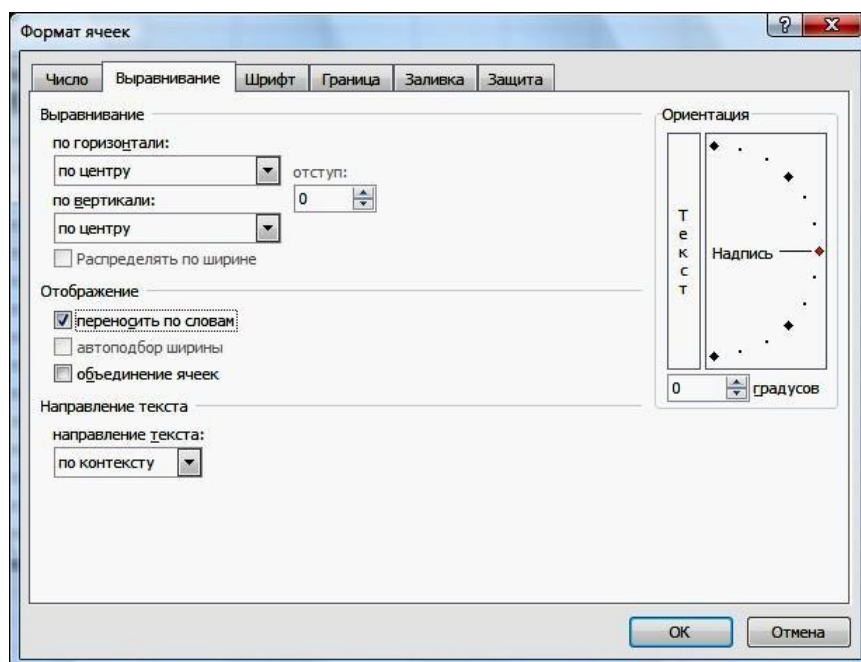 Формат ячеек
?
X
Число Выравнивание Шрифт Граница Заливка Защита
Выравнивание
по горизонтали:
по центру
отступ:
0
по вертикали:
по центру
Распределять по ширине
Отображение
переносить по словам
автоподбор ширины
объединение ячеек
Направление текста
направление текста:
по контексту
Ориентация
Текст
Надпись
0 градусов
ОК Отмена